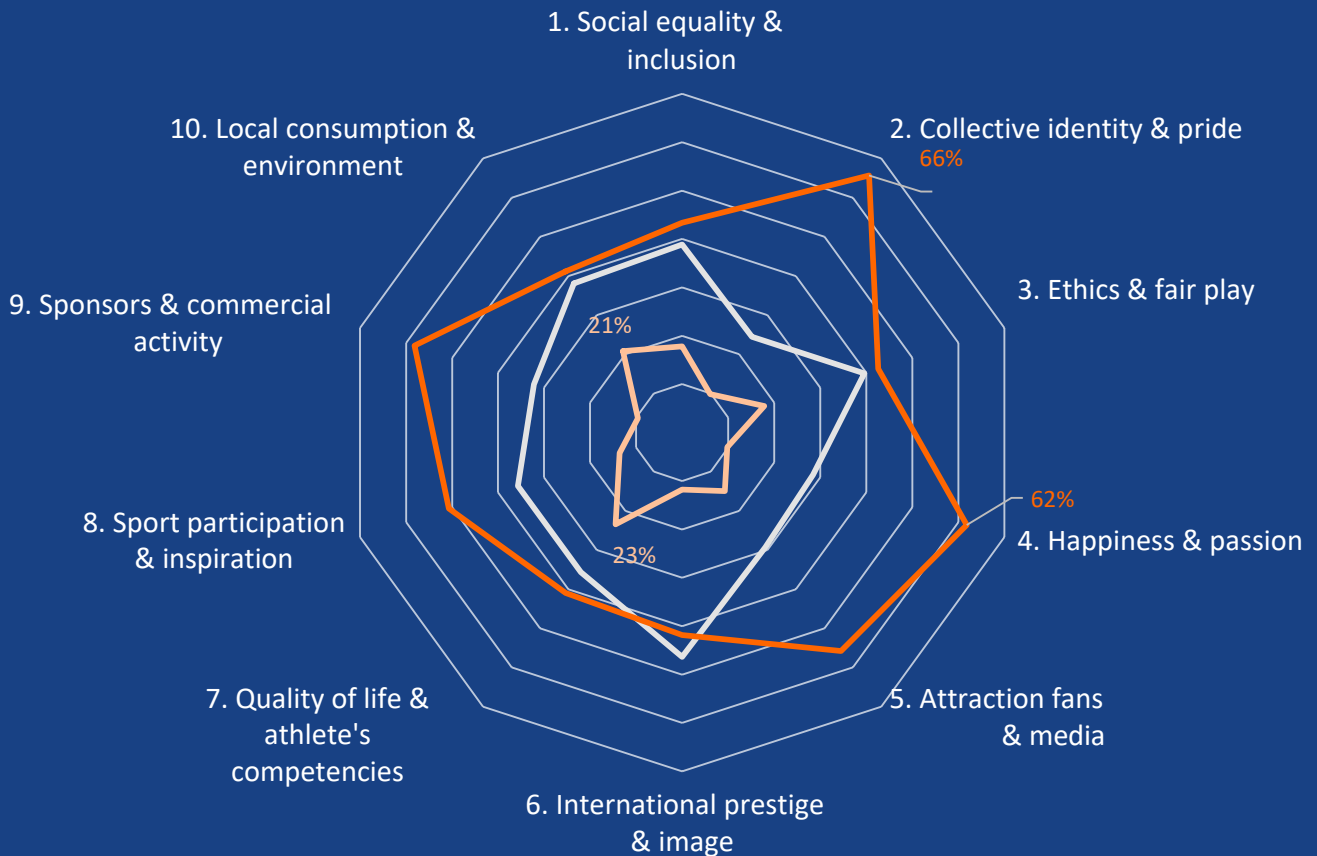 1. Social equality &
inclusion
2. Collective identity & pride
66%
3. Ethics & fair play
62%
4. Happiness & passion
5. Attraction fans
& media
6. International prestige
& image
7. Quality of life &
athlete's
competencies
23%
8. Sport participation
& inspiration
9. Sponsors & commercial
activity
10. Local consumption &
environment
21%